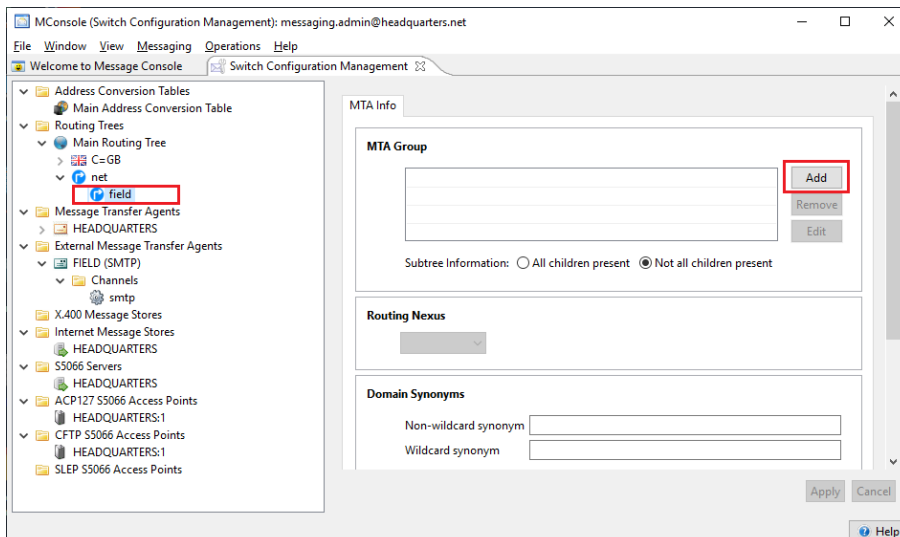 MConsole (Switch Configuration Management): messaging.admin@headquarters.net
File Window View Messaging Operations Help
Welcome to Message Console Switch Configuration Management
Address Conversion Tables
Main Address Conversion Table
Routing Trees
Main Routing Tree
C=GB
net
field
Message Transfer Agents
HEADQUARTERS
External Message Transfer Agents
FIELD (SMTP)
Channels
smtp
X.400 Message Stores
Internet Message Stores
HEADQUARTERS
S5066 Servers
HEADQUARTERS
ACP127 S5066 Access Points
HEADQUARTERS:1
CFTP S5066 Access Points
HEADQUARTERS:1
SLEP S5066 Access Points
MTA Info
MTA Group
Add
Remove
Edit
Subtree Information: All children present Not all children present
Routing Nexus
Domain Synonyms
Non-wildcard synonym
Wildcard synonym
Apply Cancel
Help